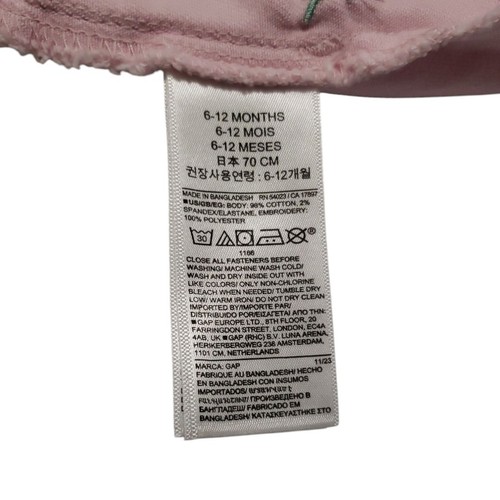 6-12 MONTHS
6-12 MOIS
6-12 MESES
日本 70 CM
권장사용연령 : 6-12개월
MADE IN BANGLADESH RN 54023 / CA 17897
■US/GB/EG: BODY: 98% COTTON, 2%
SPANDEX/ELASTANE, EMBROIDERY:
100% POLYESTER
30
1166
CLOSE ALL FASTENERS BEFORE
WASHING/ MACHINE WASH COLD/
WASH AND DRY INSIDE OUT WITH
LIKE COLORS/ ONLY NON-CHLORINE
BLEACH WHEN NEEDED/ TUMBLE DRY
LOW/ WARM IRON/ DO NOT DRY CLEAN
IMPORTED BY/IMPORTE PAR/
DISTRIBUIDO POR/ΕΙΣΑΓΕΤΑΙ ΑΠΟ
■GAP EUROPE LTD., 8TH FLOOR, 20
FARRINGDON STREET, LONDON, EC4A
4AB, UK ■GAP (RHC) B.V. LUNA ARENA,
HERIKERBERGWEG 238 AMSTERDAM,
1101 CM, NETHERLANDS
MARCA: GAP 11/23
FABRIQUE AU BANGLADESH/ HECHO
EN BANGLADESH CON INSUMOS
IMPORTADOS/
БАНГЛАДЕШ/ FABRICADO EM
BANGLADESH/ ΚΑΤΑΣΚΕΥΑΣΤΗΚΕ ΣΤΟ